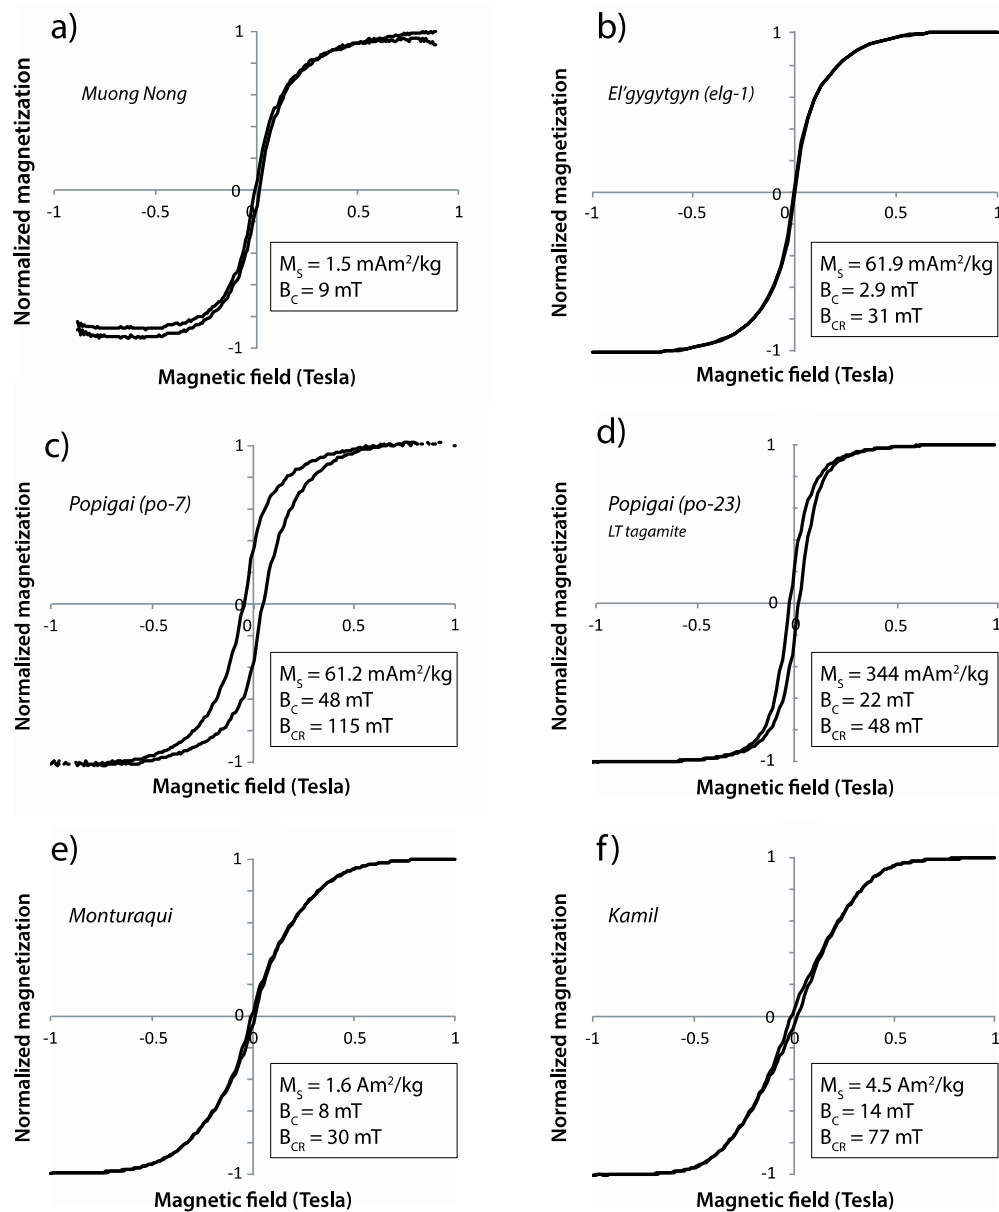 a)
Normalized magnetization
Muong Nong
1
0
-1
-0.5
0
0.5
1
-1
M_S = 1.5 mAm²/kg
B_C = 9 mT
Magnetic field (Tesla)
b)
Normalized magnetization
El'gygytgyn (elg-1)
1
0
-1
-0.5
0
0.5
1
-1
M_S = 61.9 mAm²/kg
B_C = 2.9 mT
B_CR = 31 mT
Magnetic field (Tesla)
c)
Normalized magnetization
Popigai (po-7)
1
0
-1
-0.5
0
0.5
1
-1
M_S = 61.2 mAm²/kg
B_C = 48 mT
B_CR = 115 mT
Magnetic field (Tesla)
d)
Normalized magnetization
Popigai (po-23)
LT tagamite
1
0
-1
-0.5
0
0.5
1
-1
M_S = 344 mAm²/kg
B_C = 22 mT
B_CR = 48 mT
Magnetic field (Tesla)
e)
Normalized magnetization
Monturaqui
1
0
-1
-0.5
0
0.5
1
-1
M_S = 1.6 Am²/kg
B_C = 8 mT
B_CR = 30 mT
Magnetic field (Tesla)
f)
Normalized magnetization
Kamil
1
0
-1
-0.5
0
0.5
1
-1
M_S = 4.5 Am²/kg
B_C = 14 mT
B_CR = 77 mT
Magnetic field (Tesla)